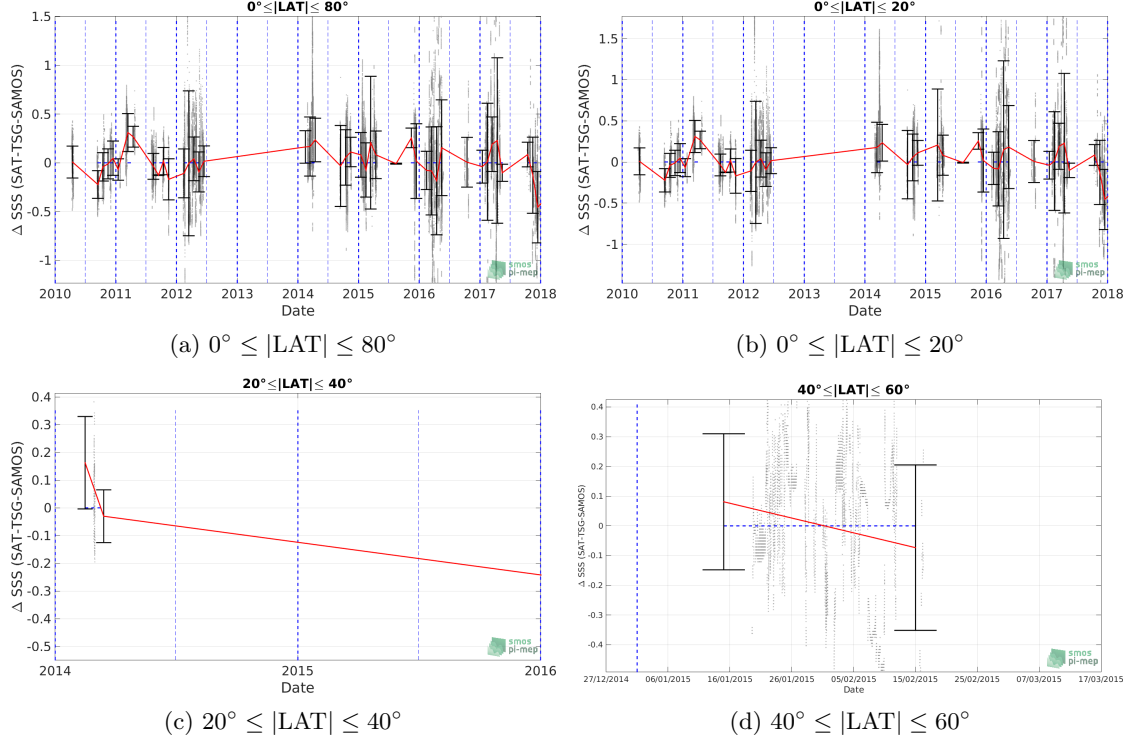 0°≤|LAT|≤ 80°
1.5
1
0.5
0
-0.5
-1
Δ SSS (SAT-TSG-SAMOS)
2010 2011 2012 2013 2014 2015 2016 2017 2018
Date
smos
pi-mep
(a) 0° ≤ |LAT| ≤ 80°
0°≤|LAT|≤ 20°
1.5
1
0.5
0
-0.5
-1
Δ SSS (SAT-TSG-SAMOS)
2010 2011 2012 2013 2014 2015 2016 2017 2018
Date
smos
pi-mep
(b) 0° ≤ |LAT| ≤ 20°
20°≤|LAT|≤ 40°
0.4
0.3
0.2
0.1
0
-0.1
-0.2
-0.3
-0.4
-0.5
Δ SSS (SAT-TSG-SAMOS)
2014 2015 2016
Date
smos
pi-mep
(c) 20° ≤ |LAT| ≤ 40°
40°≤|LAT|≤ 60°
0.4
0.3
0.2
0.1
0
-0.1
-0.2
-0.3
-0.4
Δ SSS (SAT-TSG-SAMOS)
27/12/2014 06/01/2015 16/01/2015 26/01/2015 05/02/2015 15/02/2015 25/02/2015 07/03/2015 17/03/2015
Date
smos
pi-mep
(d) 40° ≤ |LAT| ≤ 60°